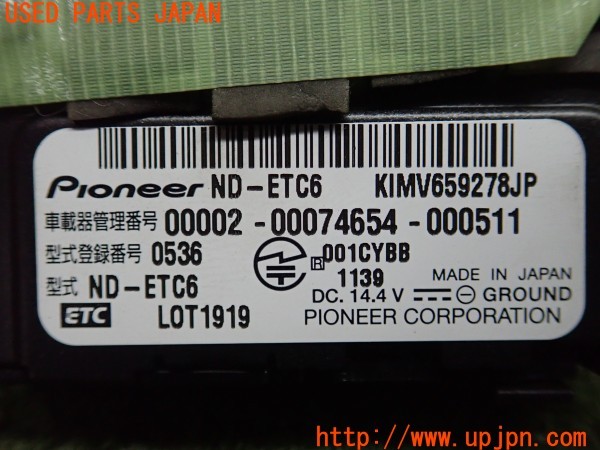 USED PARTS JAPAN
Pioneer ND-ETC6 KIMV659278JP
車載器管理番号 00002-00074654-000511
型式登録番号 0536 R 001CYBB
1139
型式 ND-ETC6 MADE IN JAPAN
DC. 14.4 V GROUND
ETC LOT1919 PIONEER CORPORATION
UPJ http://www.upjpn.com/